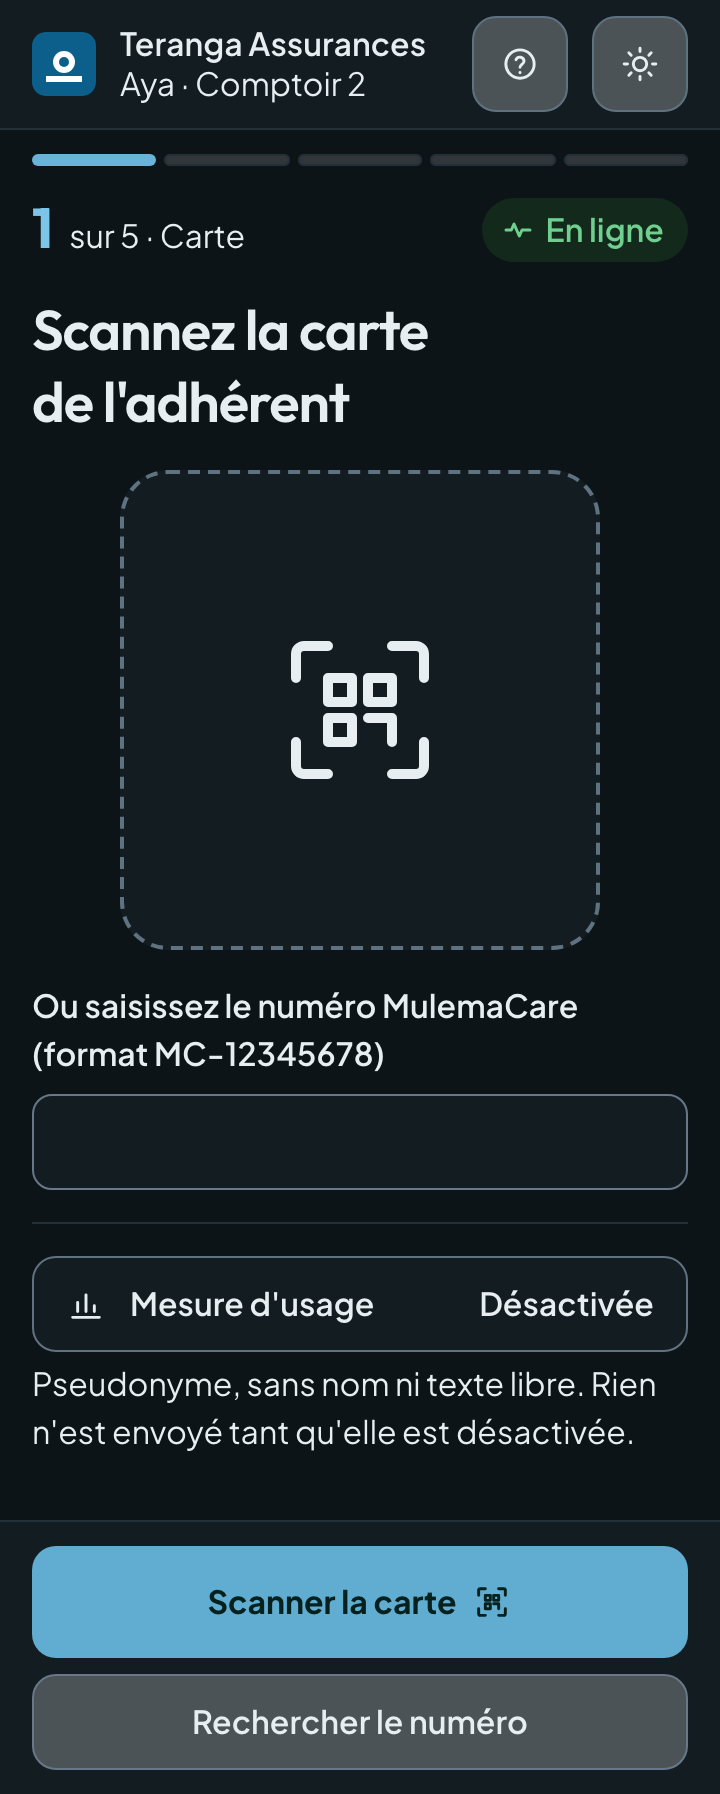 Teranga Assurances
Aya · Comptoir 2
1 sur 5 · Carte
En ligne
Scannez la carte
de l'adhérent
Ou saisissez le numéro MulemaCare
(format MC-12345678)
Mesure d'usage
Désactivée
Pseudonyme, sans nom ni texte libre. Rien
n'est envoyé tant qu'elle est désactivée.
Scanner la carte
Rechercher le numéro